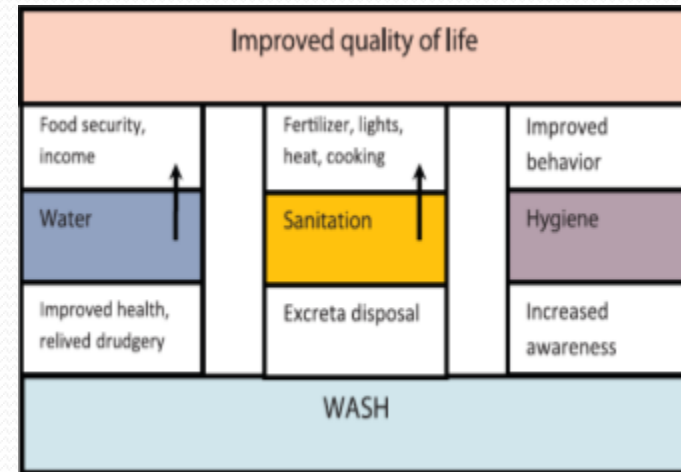 Improved quality of life
Food security,
income
Fertilizer, lights,
heat, cooking
Improved
behavior
Water
Sanitation
Hygiene
Improved health,
relived drudgery
Excreta disposal
Increased
awareness
WASH